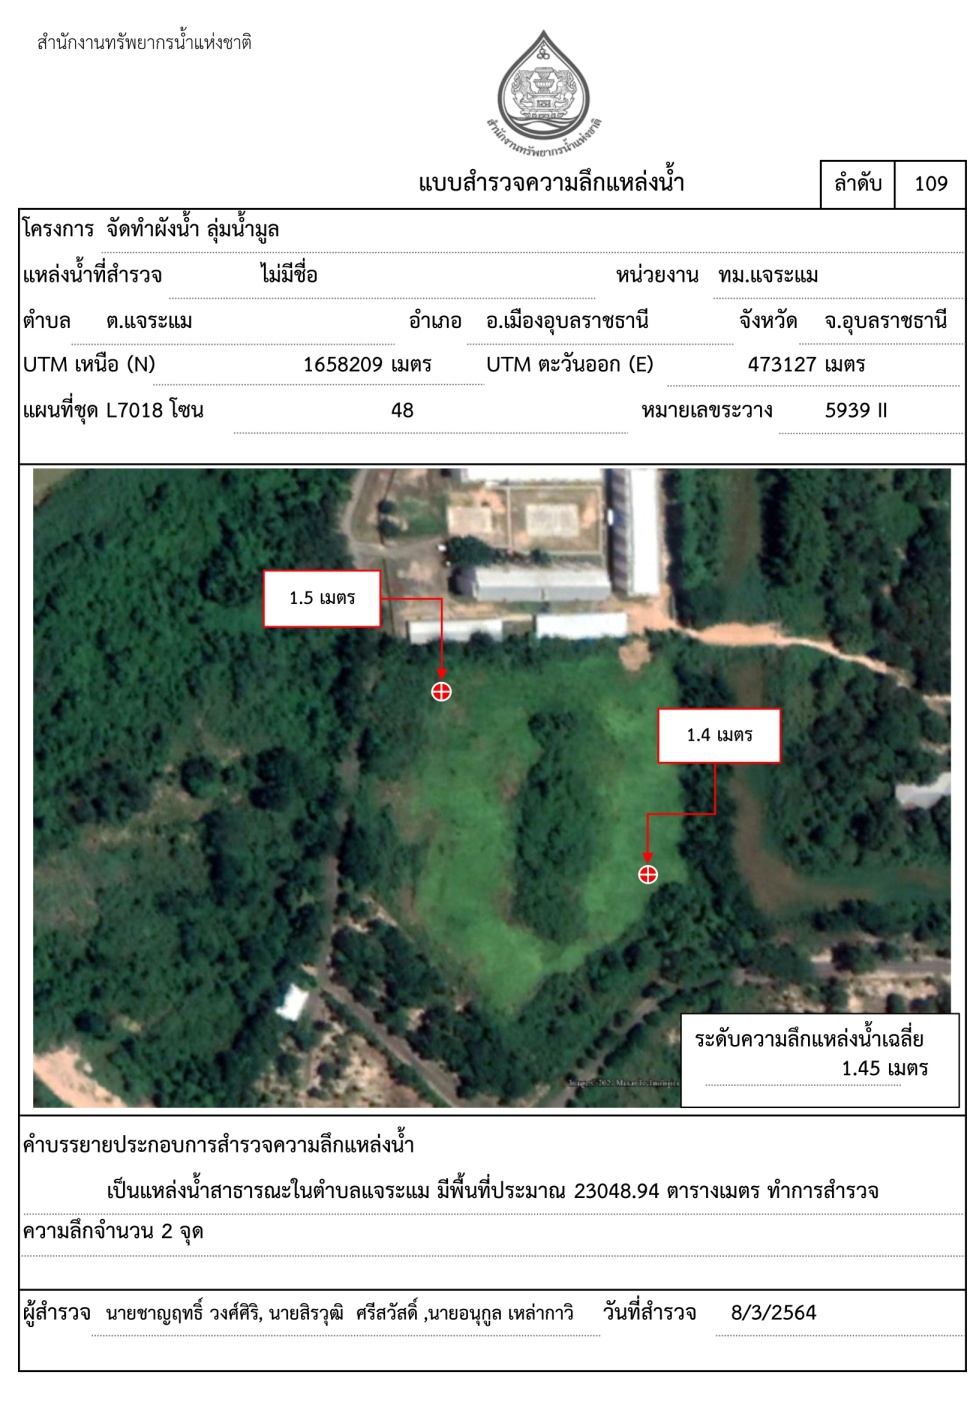 สำนักงานทรัพยากรน้ำแห่งชาติ
สำนักงานทรัพยากรน้ำแห่งชาติ
แบบสำรวจความลึกแหล่งน้ำ
ลำดับ 109
โครงการ จัดทำผังน้ำ ลุ่มน้ำมูล
แหล่งน้ำที่สำรวจ ไม่มีชื่อ หน่วยงาน ทม.แจระแม
ตำบล ต.แจระแม อำเภอ อ.เมืองอุบลราชธานี จังหวัด จ.อุบลราชธานี
UTM เหนือ (N) 1658209 เมตร UTM ตะวันออก (E) 473127 เมตร
แผนที่ชุด L7018 โซน 48 หมายเลขระวาง 5939 II
1.5 เมตร
1.4 เมตร
ระดับความลึกแหล่งน้ำเฉลี่ย
1.45 เมตร
คำบรรยายประกอบการสำรวจความลึกแหล่งน้ำ
เป็นแหล่งน้ำสาธารณะในตำบลแจระแม มีพื้นที่ประมาณ 23048.94 ตารางเมตร ทำการสำรวจ
ความลึกจำนวน 2 จุด
ผู้สำรวจ นายชาญฤทธิ์ วงศ์ศิริ, นายสิรวุฒิ ศรีสวัสดิ์ ,นายอนุกูล เหล่ากาวิ วันที่สำรวจ 8/3/2564